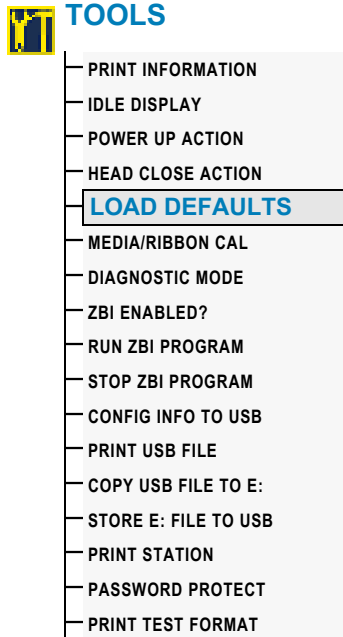 TOOLS
PRINT INFORMATION
IDLE DISPLAY
POWER UP ACTION
HEAD CLOSE ACTION
LOAD DEFAULTS
MEDIA/RIBBON CAL
DIAGNOSTIC MODE
ZBI ENABLED?
RUN ZBI PROGRAM
STOP ZBI PROGRAM
CONFIG INFO TO USB
PRINT USB FILE
COPY USB FILE TO E:
STORE E: FILE TO USB
PRINT STATION
PASSWORD PROTECT
PRINT TEST FORMAT